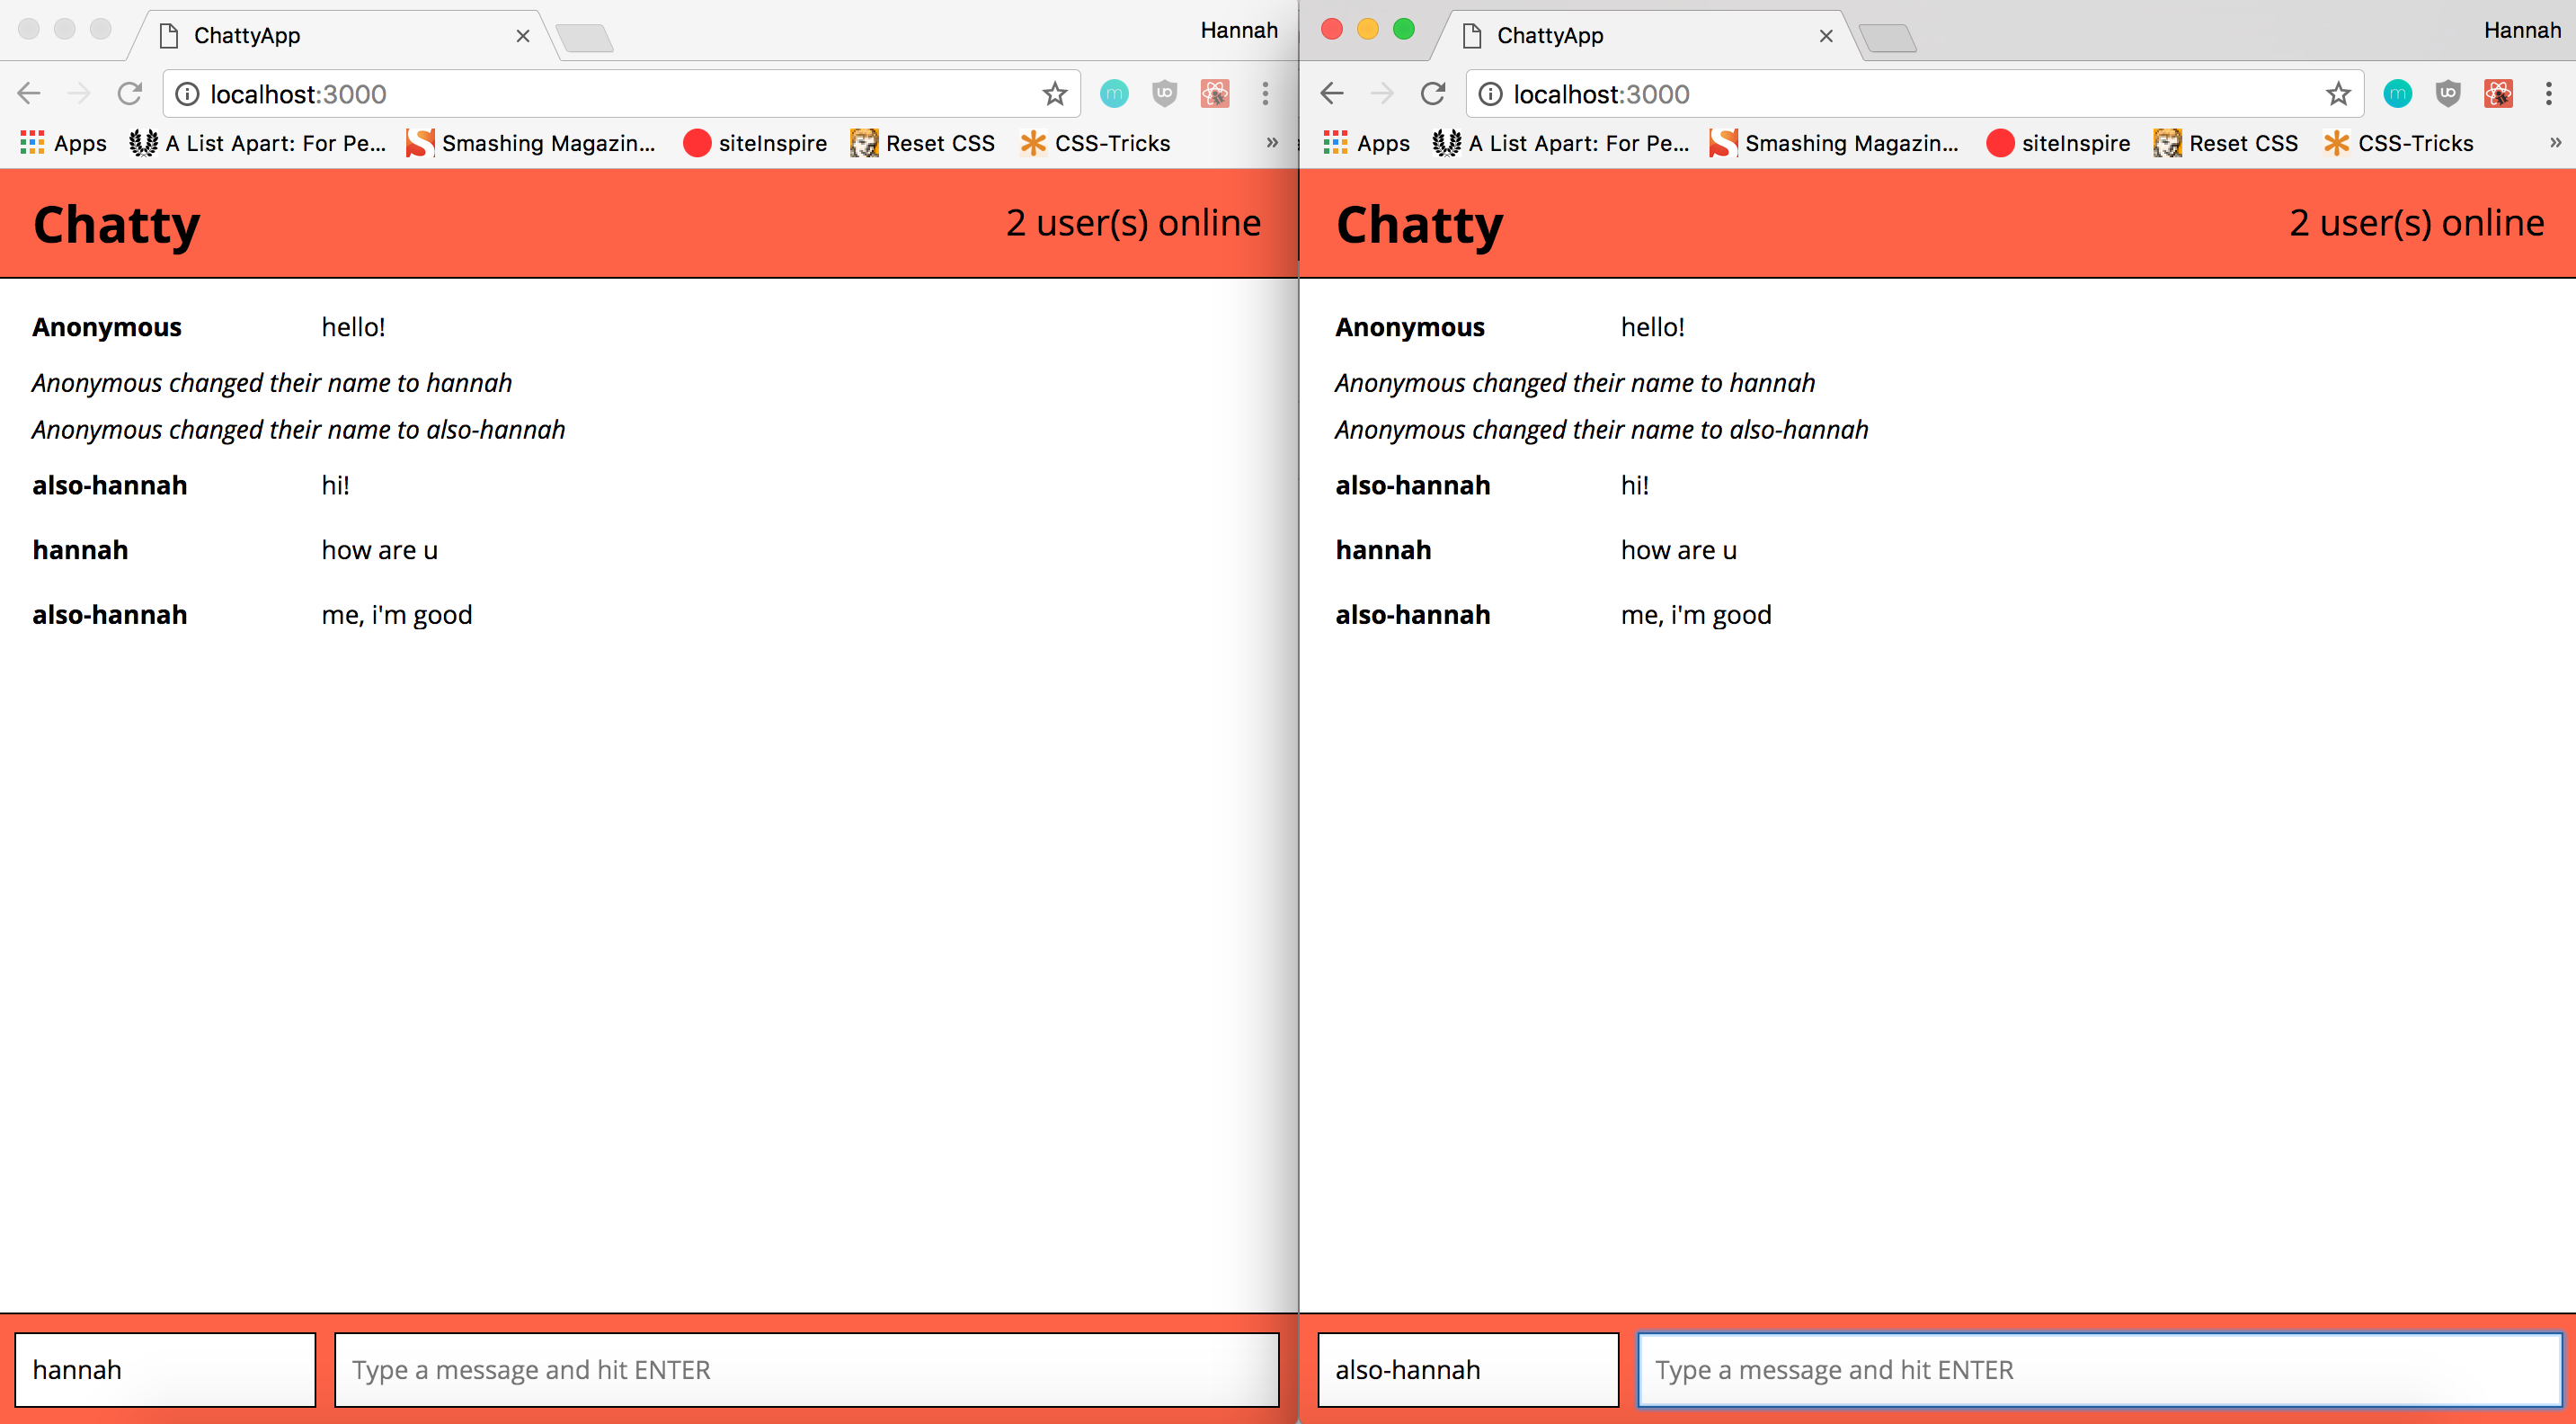 ChattyApp
Hannah
localhost:3000
Apps A List Apart: For Pe... Smashing Magazin... siteInspire Reset CSS CSS-Tricks »
Chatty 2 user(s) online
Anonymous hello!
Anonymous changed their name to hannah
Anonymous changed their name to also-hannah
also-hannah hi!
hannah how are u
also-hannah me, i'm good
hannah Type a message and hit ENTER
ChattyApp
Hannah
localhost:3000
Apps A List Apart: For Pe... Smashing Magazin... siteInspire Reset CSS CSS-Tricks »
Chatty 2 user(s) online
Anonymous hello!
Anonymous changed their name to hannah
Anonymous changed their name to also-hannah
also-hannah hi!
hannah how are u
also-hannah me, i'm good
also-hannah Type a message and hit ENTER